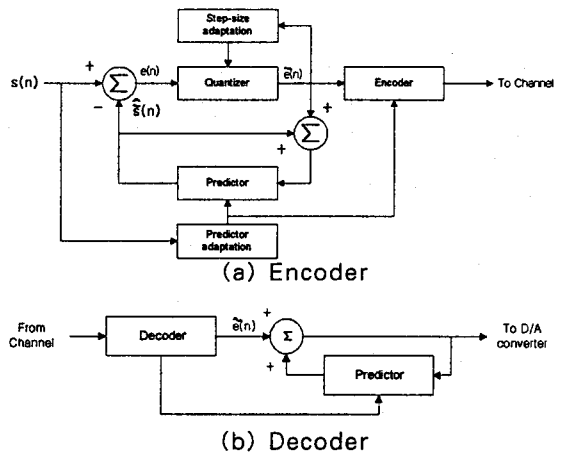 Step-size
adaptation
s(n)
+
Σ
e(n)
Quantizer
ẽ(n)
Encoder
To Channel
−
s̃̂(n)
+
Σ
+
Predictor
Predictor
adaptation
(a) Encoder
From
Channel
Decoder
ẽ(n)
+
Σ
+
To D/A
converter
Predictor
(b) Decoder